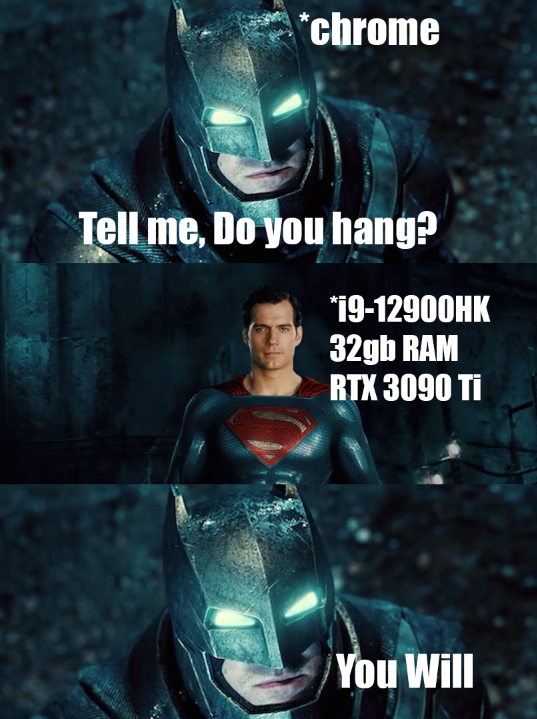 *chrome
Tell me, Do you hang?
*i9-12900HK
32gb RAM
RTX 3090 Ti
You Will